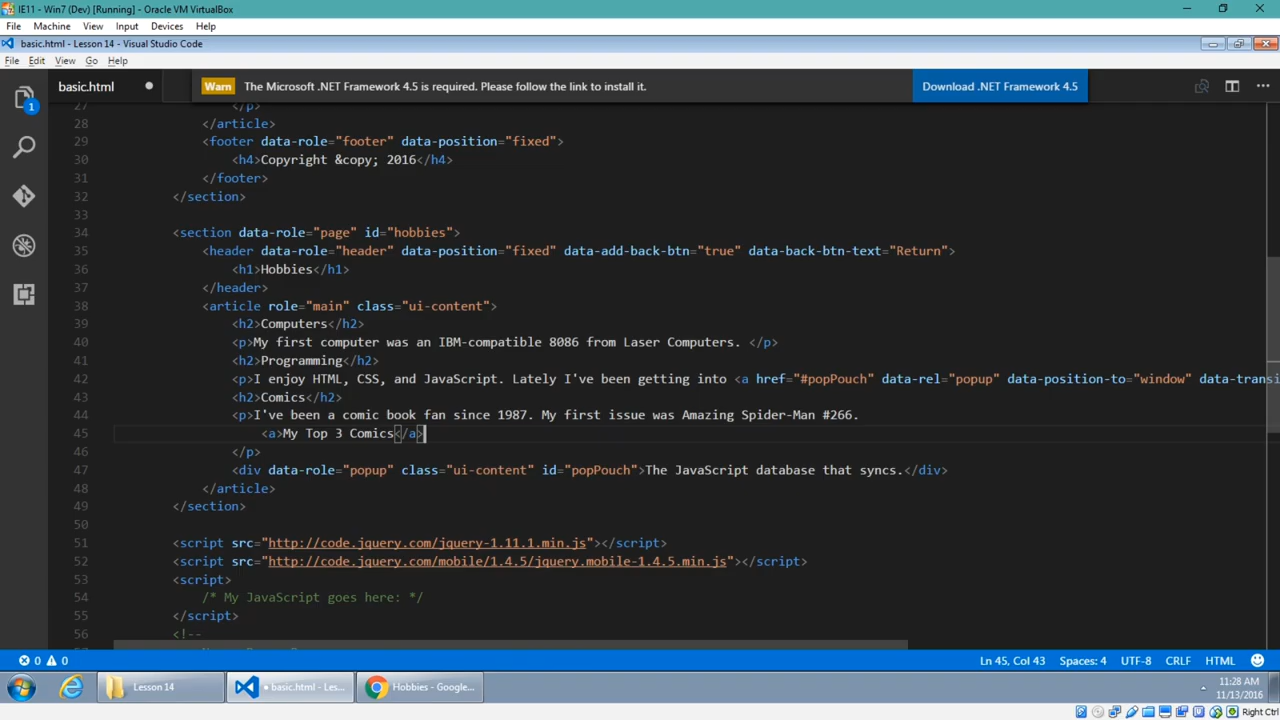 IE11 - Win7 (Dev) [Running] - Oracle VM VirtualBox
File Machine View Input Devices Help
basic.html - Lesson 14 - Visual Studio Code
File Edit View Go Help
basic.html
Warn The Microsoft .NET Framework 4.5 is required. Please follow the link to install it. Download .NET Framework 4.5
1
27 </p>
28 </article>
29 <footer data-role="footer" data-position="fixed">
30 <h4>Copyright &copy; 2016</h4>
31 </footer>
32 </section>
33
34 <section data-role="page" id="hobbies">
35 <header data-role="header" data-position="fixed" data-add-back-btn="true" data-back-btn-text="Return">
36 <h1>Hobbies</h1>
37 </header>
38 <article role="main" class="ui-content">
39 <h2>Computers</h2>
40 <p>My first computer was an IBM-compatible 8086 from Laser Computers. </p>
41 <h2>Programming</h2>
42 <p>I enjoy HTML, CSS, and JavaScript. Lately I've been getting into <a href="#popPouch" data-rel="popup" data-position-to="window" data-transi
43 <h2>Comics</h2>
44 <p>I've been a comic book fan since 1987. My first issue was Amazing Spider-Man #266.
45 <a>My Top 3 Comics</a>
46 </p>
47 <div data-role="popup" class="ui-content" id="popPouch">The JavaScript database that syncs.</div>
48 </article>
49 </section>
50
51 <script src="http://code.jquery.com/jquery-1.11.1.min.js"></script>
52 <script src="http://code.jquery.com/mobile/1.4.5/jquery.mobile-1.4.5.min.js"></script>
53 <script>
54 /* My JavaScript goes here: */
55 </script>
56 <!--
0 0 Ln 45, Col 43 Spaces: 4 UTF-8 CRLF HTML
Lesson 14 • basic.html - Les... Hobbies - Google... 11:28 AM
11/13/2016
Right Ctrl